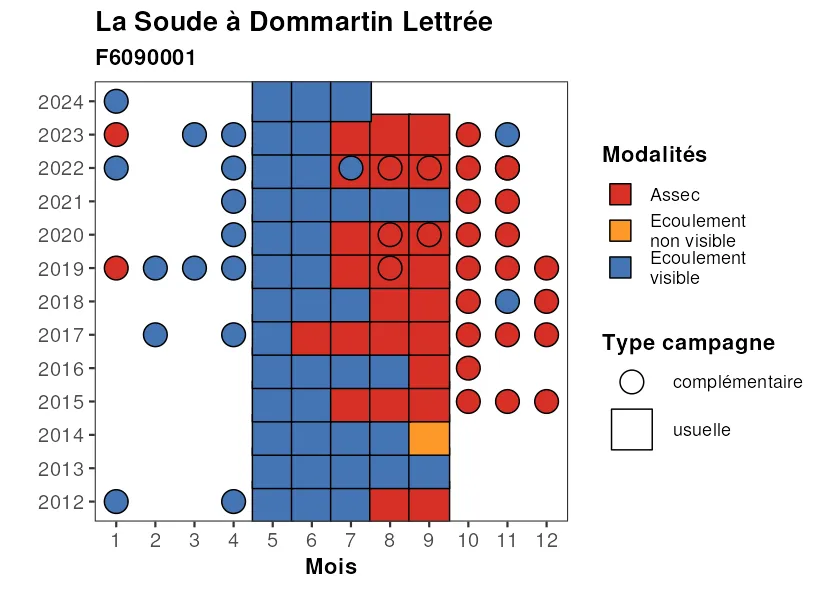 La Soude à Dommartin Lettrée
F6090001
2024
2023
2022
2021
2020
2019
2018
2017
2016
2015
2014
2013
2012
1 2 3 4 5 6 7 8 9 10 11 12
Mois
Modalités
Assec
Ecoulement
non visible
Ecoulement
visible
Type campagne
complémentaire
usuelle